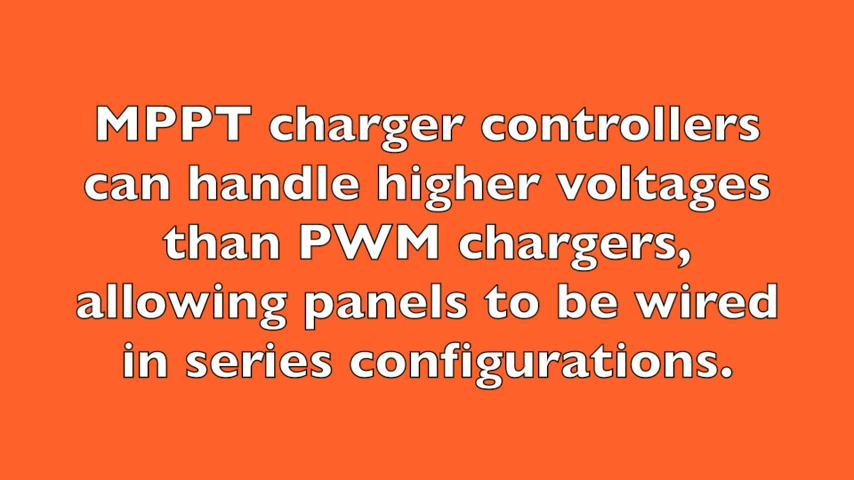 MPPT charger controllers
can handle higher voltages
than PWM chargers,
allowing panels to be wired
in series configurations.